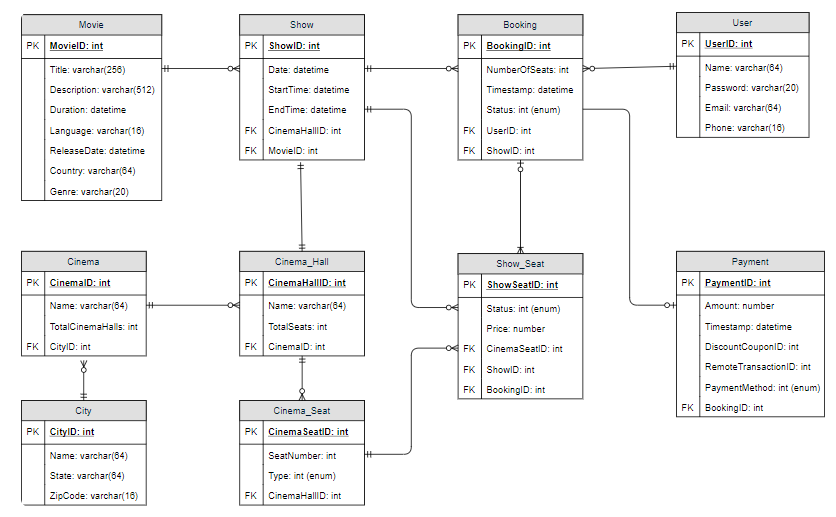 Movie
PK MovieID: int
Title: varchar(256)
Description: varchar(512)
Duration: datetime
Language: varchar(16)
ReleaseDate: datetime
Country: varchar(64)
Genre: varchar(20)
Show
PK ShowID: int
Date: datetime
StartTime: datetime
EndTime: datetime
FK CinemaHallID: int
FK MovieID: int
Booking
PK BookingID: int
NumberOfSeats: int
Timestamp: datetime
Status: int (enum)
FK UserID: int
FK ShowID: int
User
PK UserID: int
Name: varchar(64)
Password: varchar(20)
Email: varchar(64)
Phone: varchar(16)
Cinema
PK CinemaID: int
Name: varchar(64)
TotalCinemaHalls: int
FK CityID: int
Cinema_Hall
PK CinemaHallID: int
Name: varchar(64)
TotalSeats: int
FK CinemaID: int
Show_Seat
PK ShowSeatID: int
Status: int (enum)
Price: number
FK CinemaSeatID: int
FK ShowID: int
FK BookingID: int
Payment
PK PaymentID: int
Amount: number
Timestamp: datetime
DiscountCouponID: int
RemoteTransactionID: int
PaymentMethod: int (enum)
FK BookingID: int
City
PK CityID: int
Name: varchar(64)
State: varchar(64)
ZipCode: varchar(16)
Cinema_Seat
PK CinemaSeatID: int
SeatNumber: int
Type: int (enum)
FK CinemaHallID: int